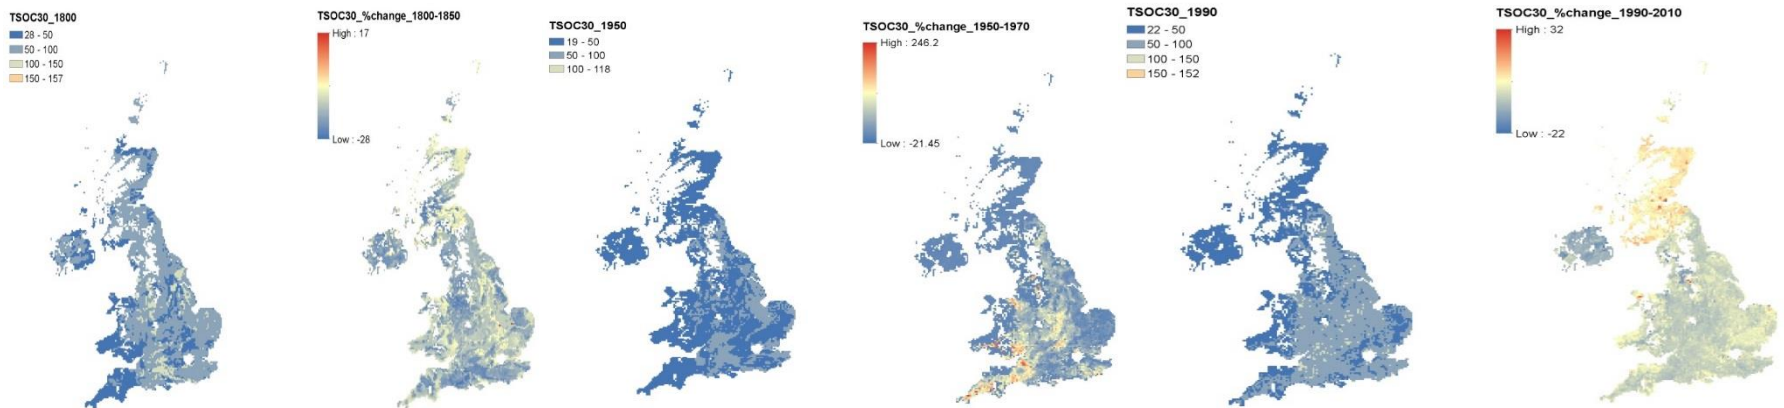 TSOC30_1800
28 - 50
50 - 100
100 - 150
150 - 157
TSOC30_%change_1800-1850
High : 17
Low : -28
TSOC30_1950
19 - 50
50 - 100
100 - 118
TSOC30_%change_1950-1970
High : 246.2
Low : -21.45
TSOC30_1990
22 - 50
50 - 100
100 - 150
150 - 152
TSOC30_%change_1990-2010
High : 32
Low : -22